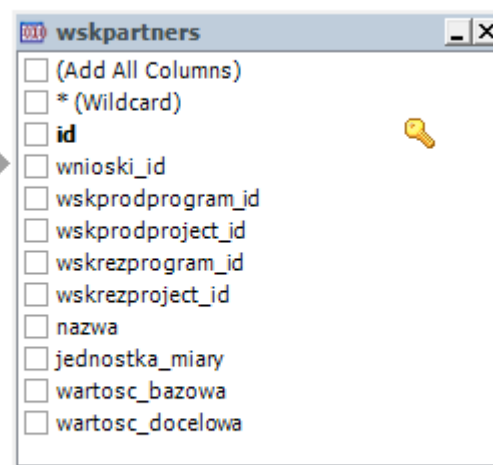 wskpartners
(Add All Columns)
* (Wildcard)
id
wnioski_id
wskprodprogram_id
wskprodproject_id
wskrezprogram_id
wskrezproject_id
nazwa
jednostka_miary
wartosc_bazowa
wartosc_docelowa